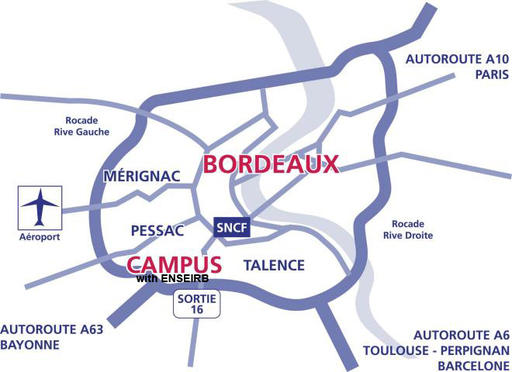 AUTOROUTE A10
PARIS
Rocade
Rive Gauche
BORDEAUX
MÉRIGNAC
Aéroport
PESSAC
SNCF
Rocade
Rive Droite
CAMPUS
with ENSEIRB
TALENCE
SORTIE
16
AUTOROUTE A63
BAYONNE
AUTOROUTE A6
TOULOUSE - PERPIGNAN
BARCELONE